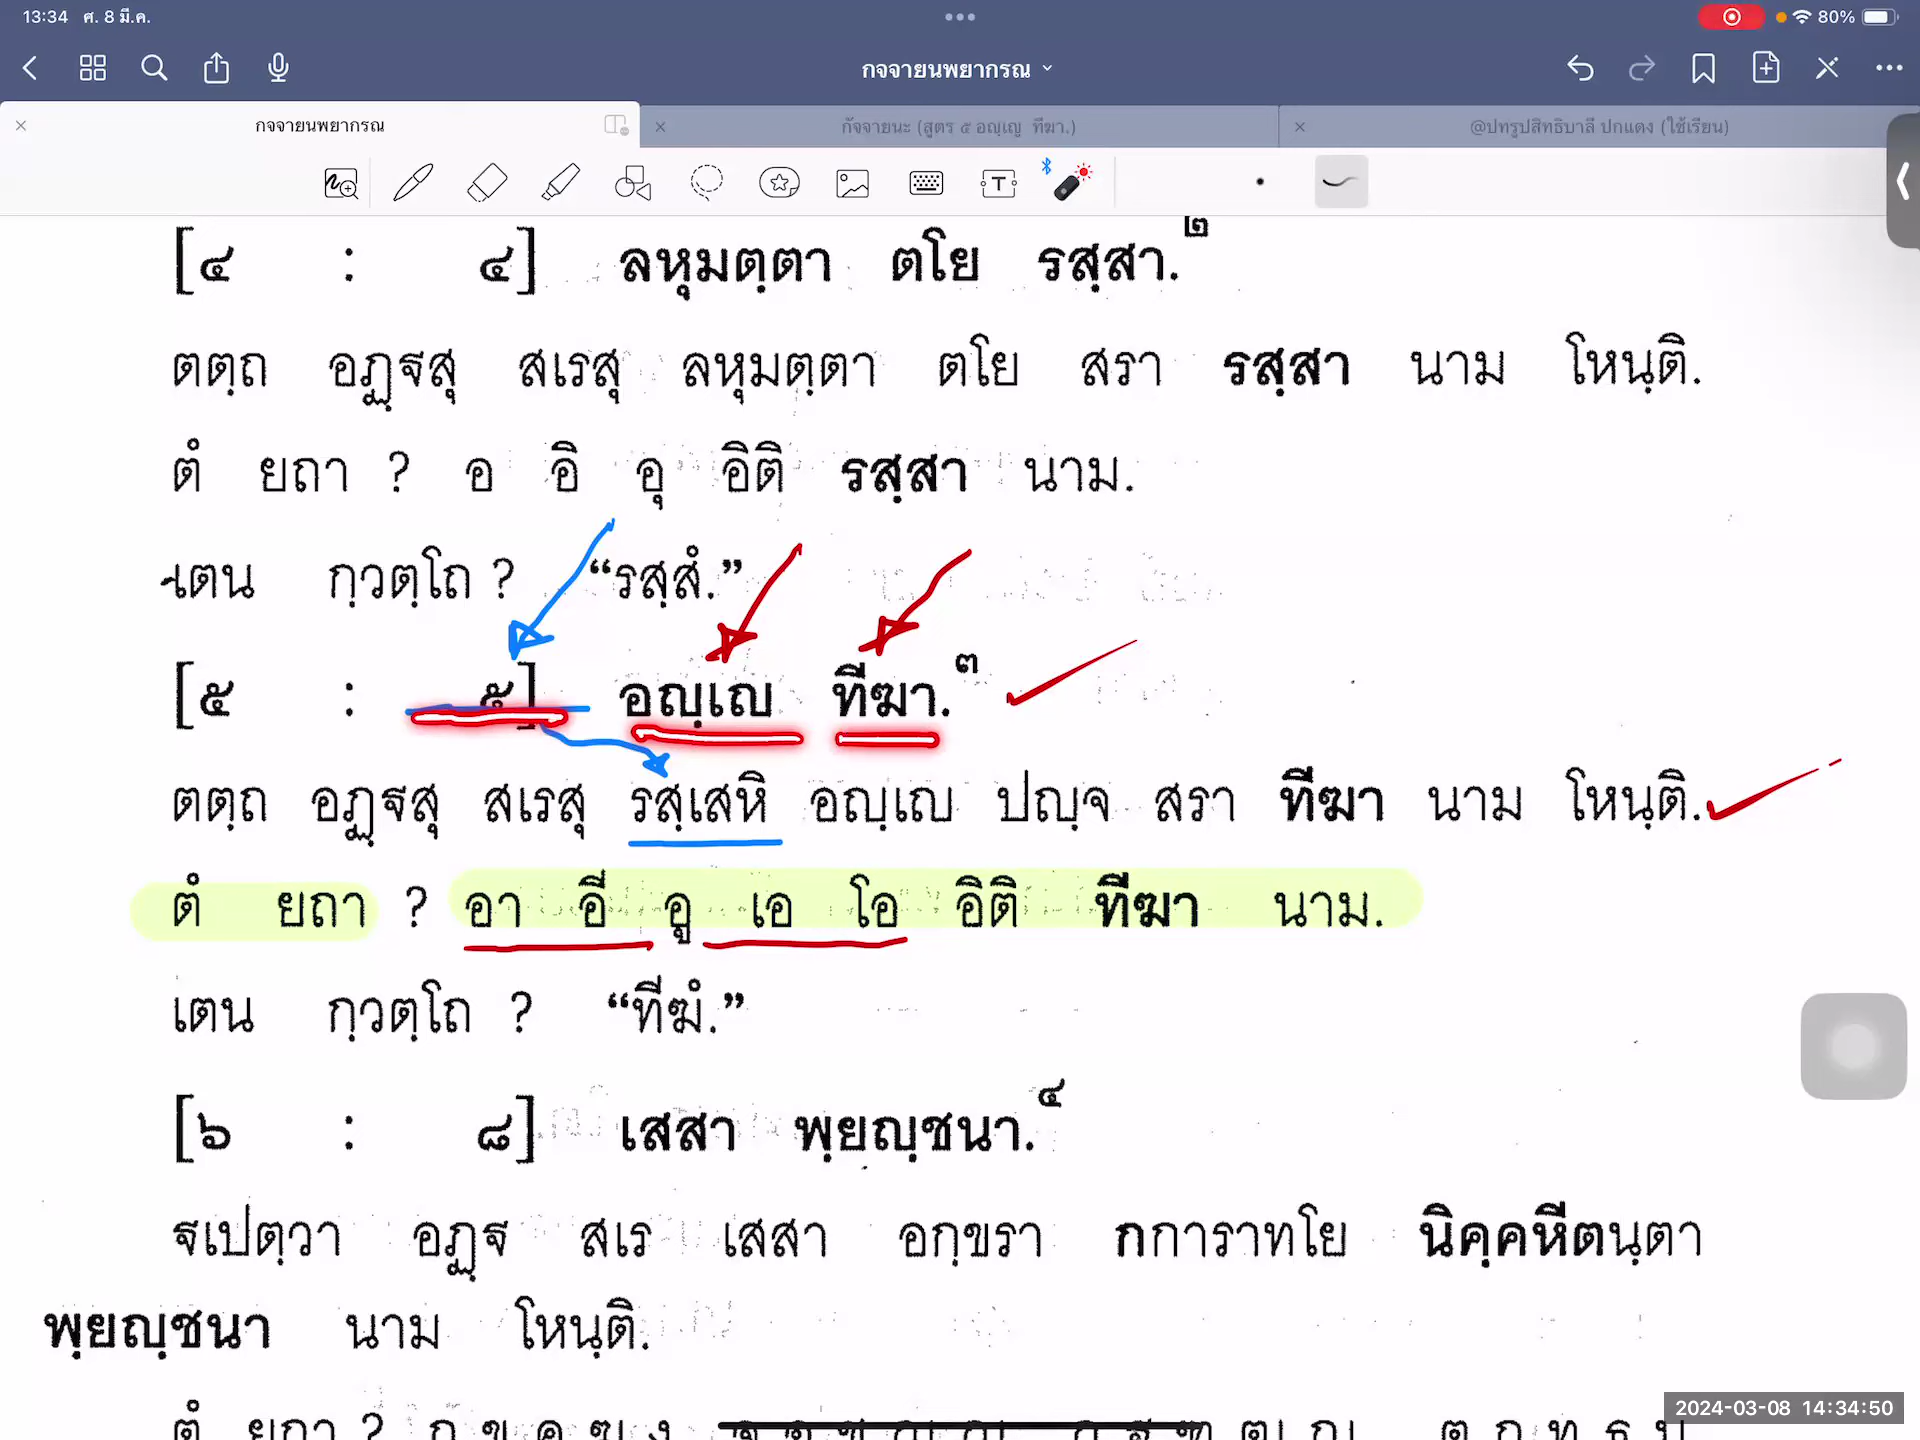 13:34 ศ. 8 มี.ค.
80%
กจจายนพยากรณ
กจจายนพยากรณ
กัจจายนะ (สูตร ๕ อญฺเญ ทีฆา.)
@ปทรูปสิทธิบาลี ปกแดง (ใช้เรียน)
[๔ : ๔] ลหุมตฺตา ตโย รสฺสา.๒
ตตฺถ อฏฺฐสุ สเรสุ ลหุมตฺตา ตโย สรา รสฺสา นาม โหนฺติ.
ตํ ยถา ? อ อิ อุ อิติ รสฺสา นาม.
เตน กฺวตฺโถ ? “รสฺสํ.”
[๕ : ๕] อญฺเญ ทีฆา.๓
ตตฺถ อฏฺฐสุ สเรสุ รสฺเสหิ อญฺเญ ปญฺจ สรา ทีฆา นาม โหนฺติ.
ตํ ยถา ? อา อี อู เอ โอ อิติ ทีฆา นาม.
เตน กฺวตฺโถ ? “ทีฆํ.”
[๖ : ๘] เสสา พฺยญฺชนา.๔
ฐเปตฺวา อฏฺฐ สเร เสสา อกฺขรา กการาทโย นิคฺคหีตนฺตา
พฺยญฺชนา นาม โหนฺติ.
ตํ ยถา ? ก ข ค ฆ ง
2024-03-08 14:34:50